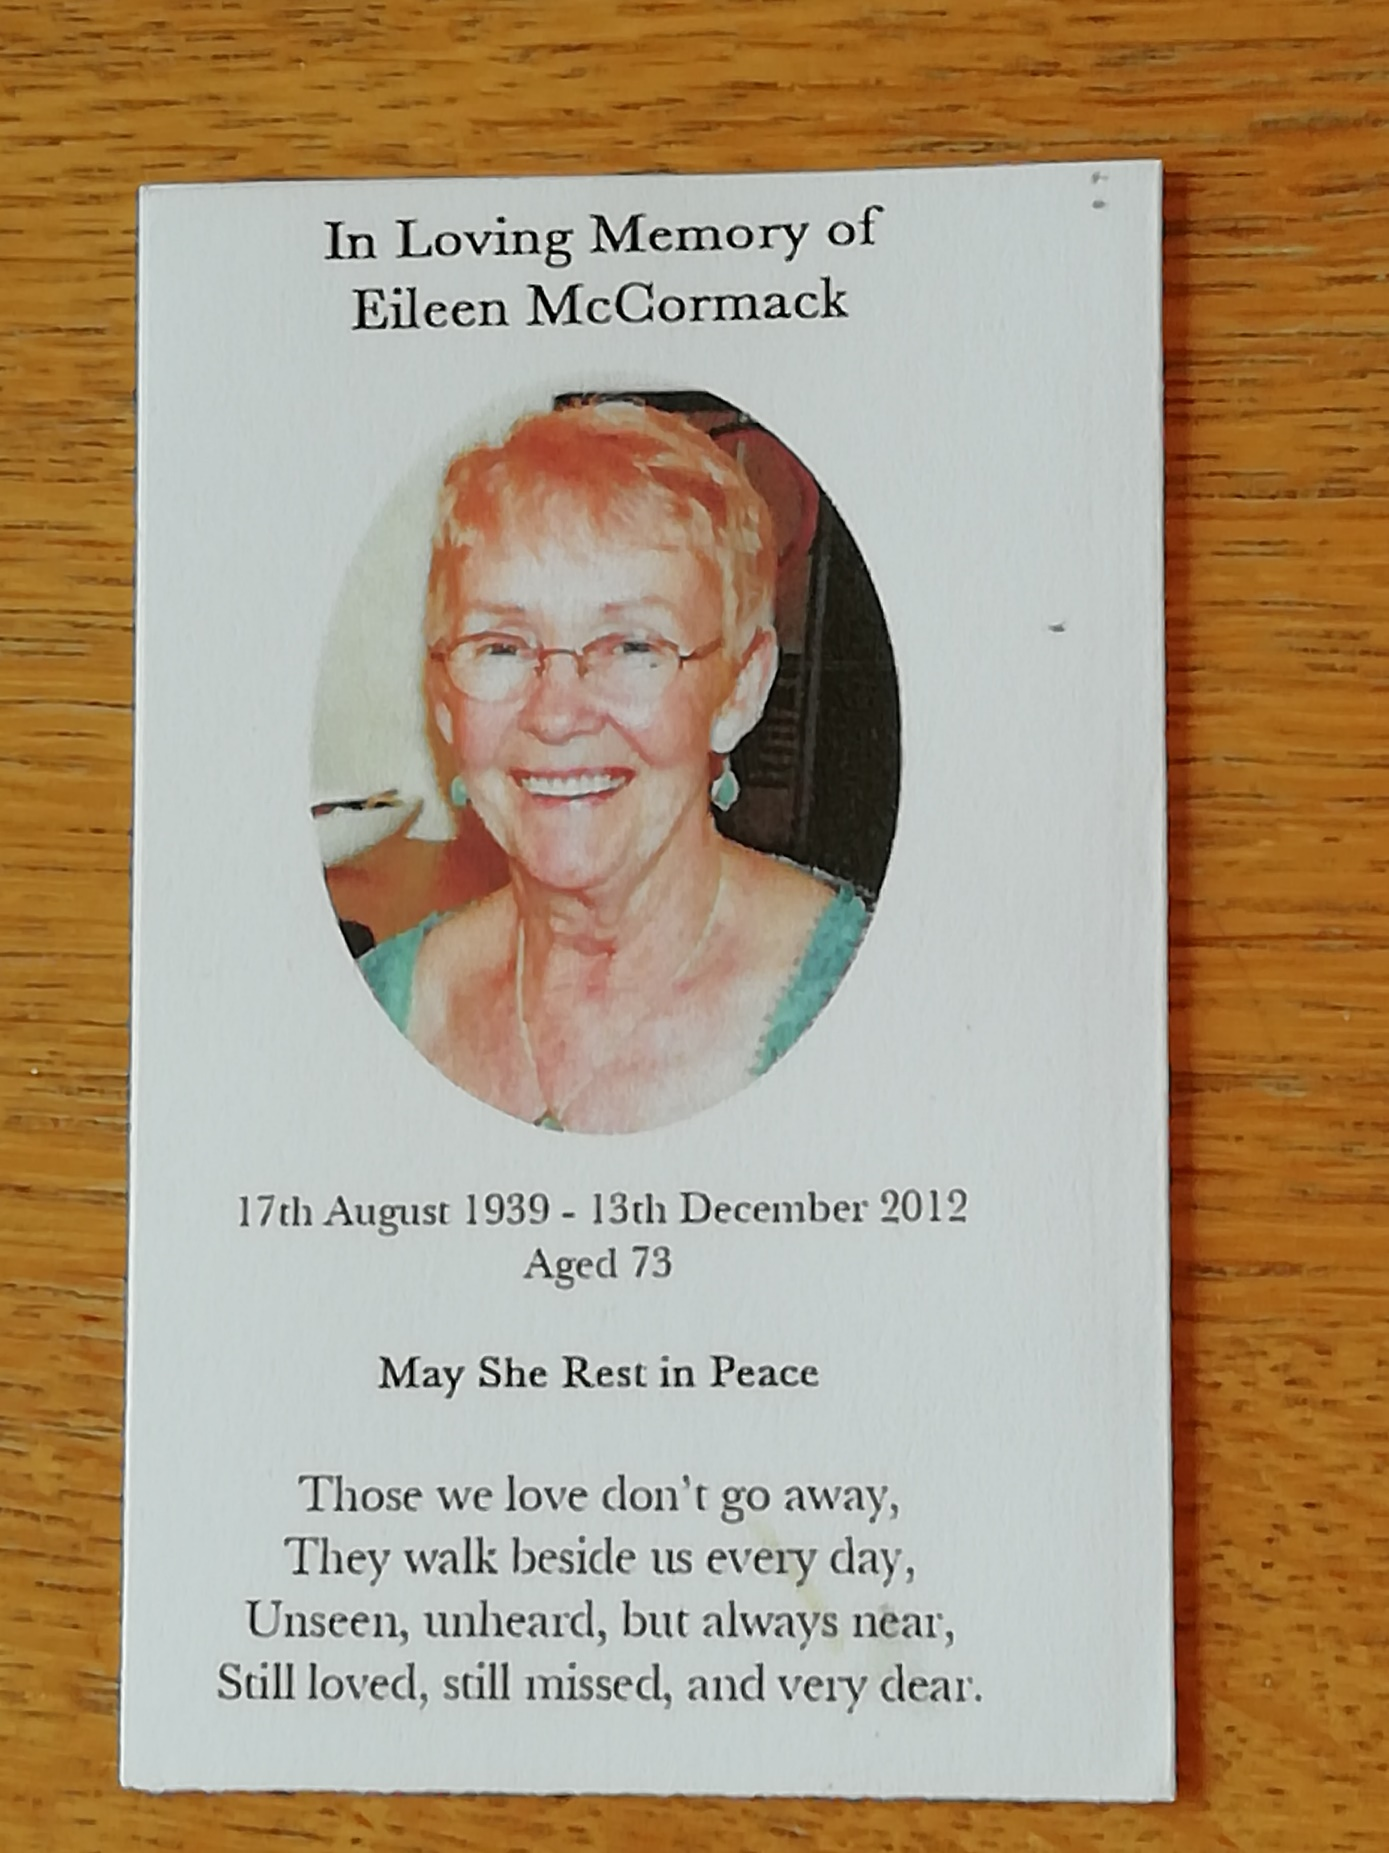 In Loving Memory of
Eileen McCormack
17th August 1939 - 13th December 2012
Aged 73
May She Rest in Peace
Those we love don't go away,
They walk beside us every day,
Unseen, unheard, but always near,
Still loved, still missed, and very dear.